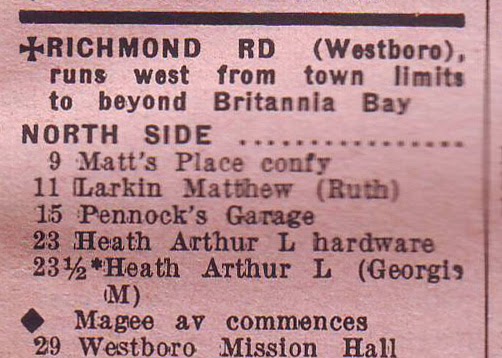 ✠RICHMOND RD (Westboro),
runs west from town limits
to beyond Britannia Bay
NORTH SIDE ................
9 Matt's Place confy
11 Larkin Matthew (Ruth)
15 Pennock's Garage
23 Heath Arthur L hardware
23½*Heath Arthur L (Georgia
M)
◆ Magee av commences
29 Westboro Mission Hall